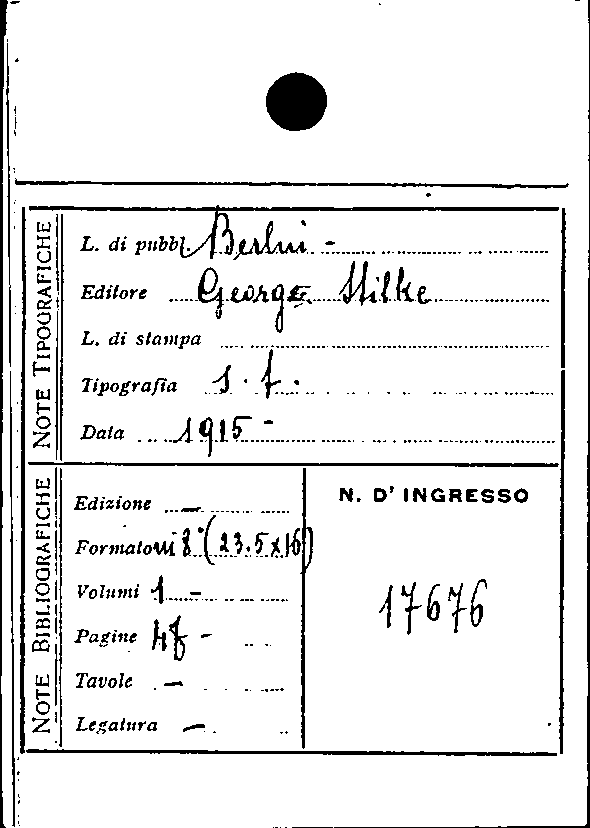 NOTE TIPOGRAFICHE
L. di pubbl. Berlin -
Editore George Stilke
L. di stampa
Tipografia s. t.
Data 1915 -
NOTE BIBLIOGRAFICHE
Edizione —
Formato in 8° (23.5 x 16)
Volumi 1 -
Pagine -
Tavole —
Legatura —
N. D' INGRESSO
17676